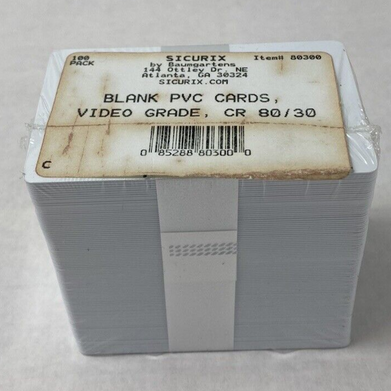 100
PACK
SICURIX
Item# 80300
by Baumgartens
144 Ottley Dr. NE
Atlanta, GA 30324
SICURIX.COM
BLANK PVC CARDS,
VIDEO GRADE, CR 80/30
0 85288 80300 0
C